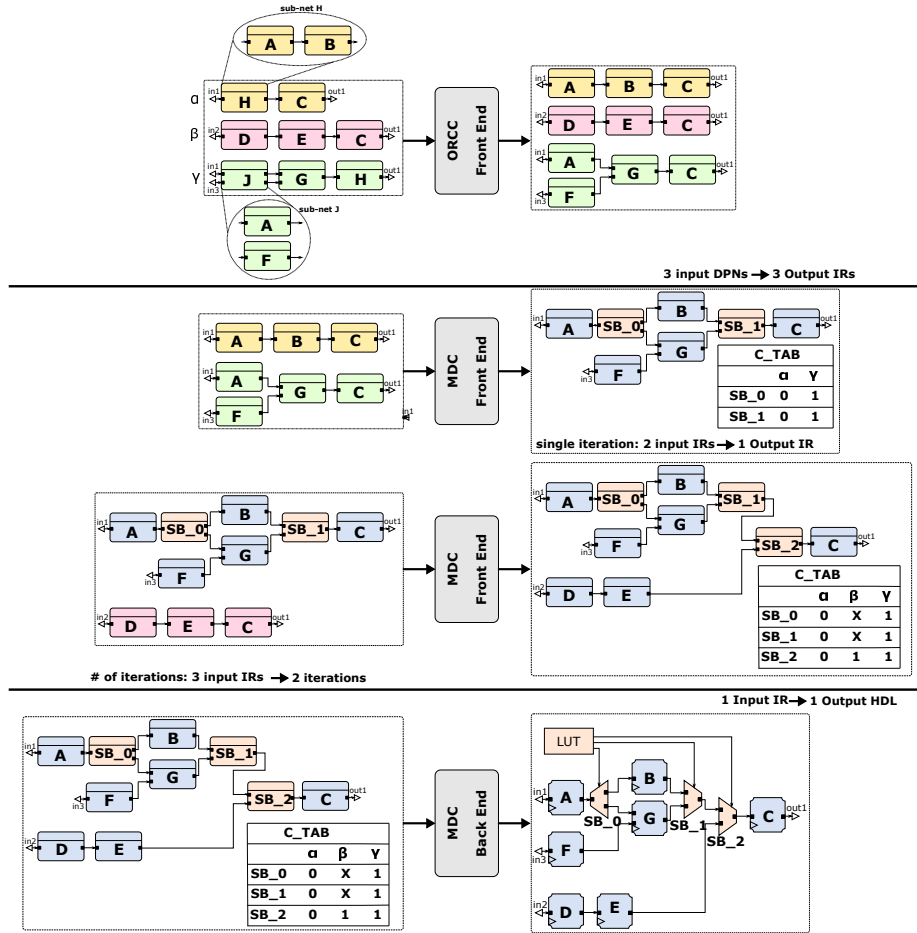 sub-net H
A B
α in1 H C out1
β in2 D E C out1
γ in1 in3 J G H out1
sub-net J
A
F
ORCC
Front End
in1 A B C out1
in2 D E C out1
in1 A G C out1
in3 F
3 input DPNs → 3 Output IRs
in1 A B C out1
in1 A G C out1
in3 F
in1
MDC
Front End
in1 A SB_0 B SB_1 C out1
G
in3 F
C_TAB
α γ
SB_0 0 1
SB_1 0 1
single iteration: 2 input IRs → 1 Output IR
in1 A SB_0 B SB_1 C out1
G
in3 F
in2 D E C out1
# of iterations: 3 input IRs → 2 iterations
MDC
Front End
in1 A SB_0 B SB_1
G
in3 F
SB_2 C out1
in2 D E
C_TAB
α β γ
SB_0 0 X 1
SB_1 0 X 1
SB_2 0 1 1
1 Input IR → 1 Output HDL
in1 A SB_0 B SB_1
G
in3 F
SB_2 C out1
in2 D E
C_TAB
α β γ
SB_0 0 X 1
SB_1 0 X 1
SB_2 0 1 1
MDC
Back End
LUT
in1 A SB_0 B SB_1 SB_2 C out1
G
in3 F
in2 D E